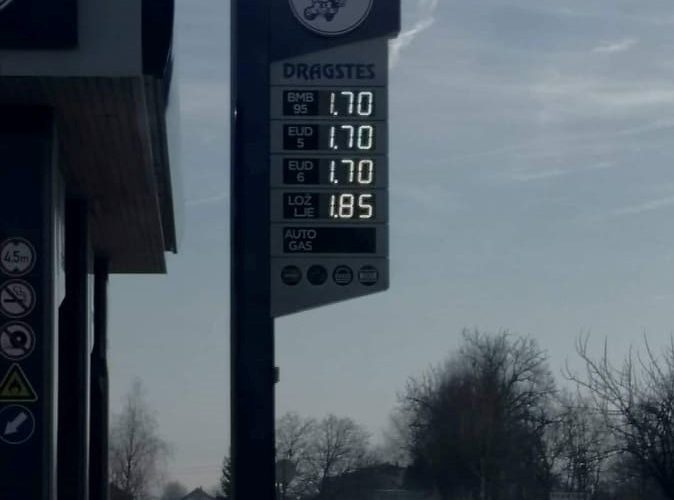 DRAGSTES
BMB 95 1.70
EUD 5 1.70
EUD 6 1.70
LOŽ LJE 1.85
AUTO GAS
4.5m